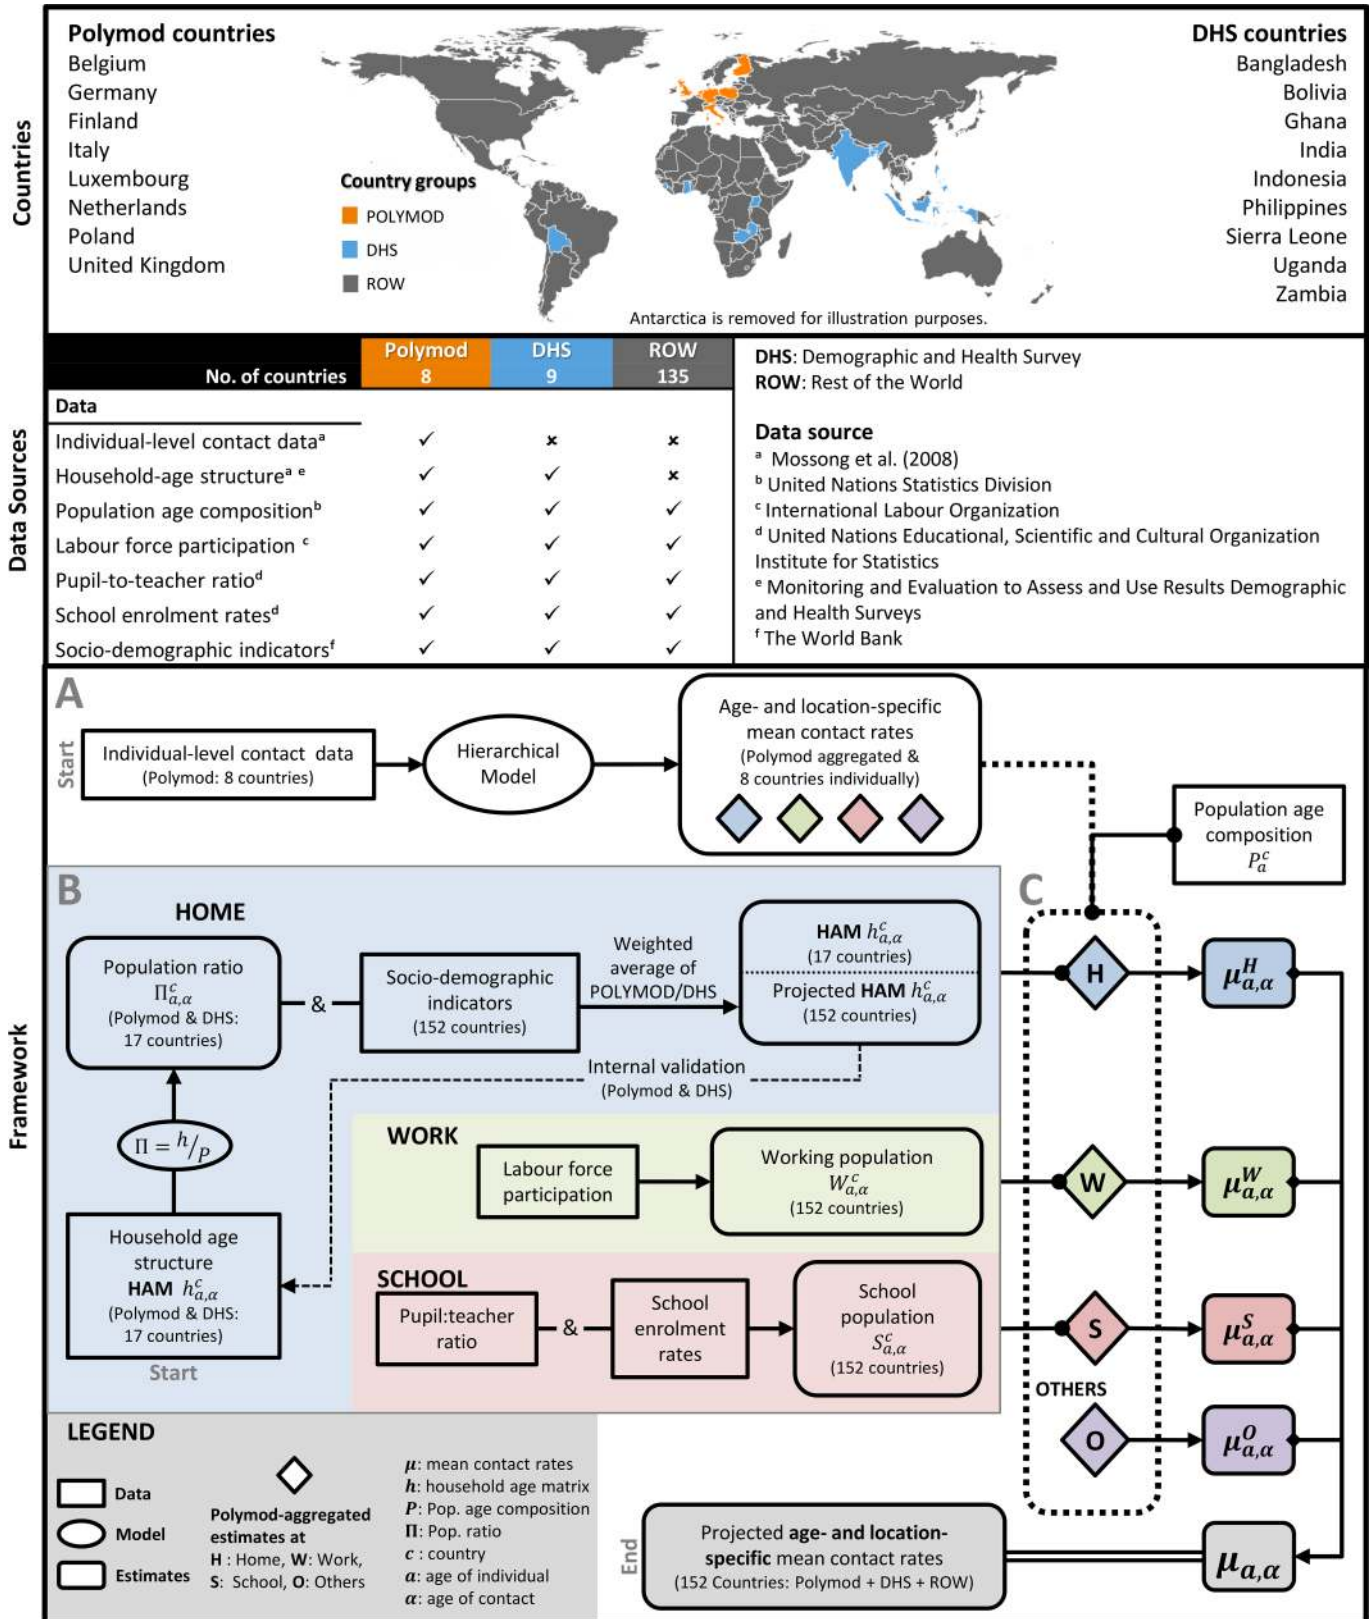 Countries
Polymod countries
Belgium
Germany
Finland
Italy
Luxembourg
Netherlands
Poland
United Kingdom
Country groups
POLYMOD
DHS
ROW
Antarctica is removed for illustration purposes.
DHS countries
Bangladesh
Bolivia
Ghana
India
Indonesia
Philippines
Sierra Leone
Uganda
Zambia
Data Sources
Polymod DHS ROW
No. of countries 8 9 135
Data
Individual-level contact dataᵃ ✓ ✗ ✗
Household-age structureᵃ ᵉ ✓ ✓ ✗
Population age compositionᵇ ✓ ✓ ✓
Labour force participation ᶜ ✓ ✓ ✓
Pupil-to-teacher ratioᵈ ✓ ✓ ✓
School enrolment ratesᵈ ✓ ✓ ✓
Socio-demographic indicatorsᶠ ✓ ✓ ✓
DHS: Demographic and Health Survey
ROW: Rest of the World
Data source
ᵃ Mossong et al. (2008)
ᵇ United Nations Statistics Division
ᶜ International Labour Organization
ᵈ United Nations Educational, Scientific and Cultural Organization
Institute for Statistics
ᵉ Monitoring and Evaluation to Assess and Use Results Demographic
and Health Surveys
ᶠ The World Bank
Framework
A
Start
Individual-level contact data
(Polymod: 8 countries)
Hierarchical
Model
Age- and location-specific
mean contact rates
(Polymod aggregated &
8 countries individually)
Population age
composition
P_a^c
B
HOME
Population ratio
Π_{a,α}^c
(Polymod & DHS:
17 countries)
&
Socio-demographic
indicators
(152 countries)
Weighted
average of
POLYMOD/DHS
HAM h_{a,α}^c
(17 countries)
Projected HAM h_{a,α}^c
(152 countries)
Internal validation
(Polymod & DHS)
Π = h/P
Household age
structure
HAM h_{a,α}^c
(Polymod & DHS:
17 countries)
Start
WORK
Labour force
participation
Working population
W_{a,α}^c
(152 countries)
SCHOOL
Pupil:teacher
ratio
&
School
enrolment
rates
School
population
S_{a,α}^c
(152 countries)
C
H
μ_{a,α}^H
W
μ_{a,α}^W
S
μ_{a,α}^S
OTHERS
O
μ_{a,α}^O
μ_{a,α}
End
Projected age- and location-
specific mean contact rates
(152 Countries: Polymod + DHS + ROW)
LEGEND
Data
Model
Estimates
Polymod-aggregated
estimates at
H : Home, W: Work,
S: School, O: Others
μ: mean contact rates
h: household age matrix
P: Pop. age composition
Π: Pop. ratio
c : country
a: age of individual
α: age of contact